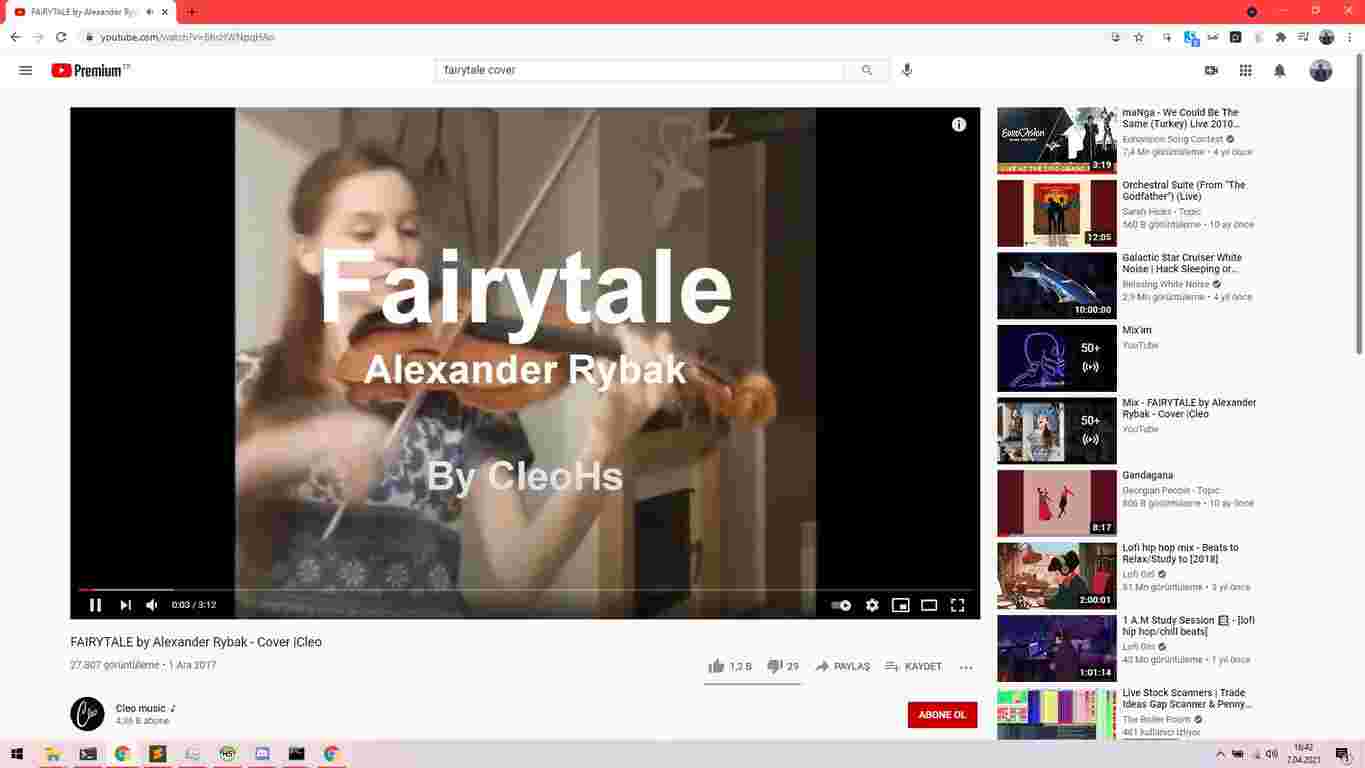 FAIRYTALE by Alexander Ryb
youtube.com/watch?v=
Premium TR
fairytale cover
Fairytale
Alexander Rybak
By CleoHs
0:03 / 3:12
FAIRYTALE by Alexander Rybak - Cover |Cleo
27.807 görüntüleme • 1 Ara 2017
1,2 B
29
PAYLAŞ
KAYDET
Cleo music ♪
B abone
ABONE OL
EUROVISION
3:19
maNga - We Could Be The
Same (Turkey) Live 2010...
Eurovision Song Contest
7,4 Mn görüntüleme • 4 yıl önce
12:05
Orchestral Suite (From "The
Godfather") (Live)
Sarah Hicks - Topic
560 B görüntüleme • 10 ay önce
10:00:00
Galactic Star Cruiser White
Noise | Hack Sleeping or...
Relaxing White Noise
2,9 Mn görüntüleme • 4 yıl önce
50+
Mix'im
YouTube
50+
Mix - FAIRYTALE by Alexander
Rybak - Cover |Cleo
YouTube
8:17
Gandagana
Georgian People - Topic
806 B görüntüleme • 10 ay önce
2:00:01
Lofi hip hop mix - Beats to
Relax/Study to [2018]
Lofi Girl
51 Mn görüntüleme • 3 yıl önce
1:01:14
1 A.M Study Session - [lofi
hip hop/chill beats]
Lofi Girl
43 Mn görüntüleme • 1 yıl önce
Live Stock Scanners | Trade
Ideas Gap Scanner & Penny...
The Boiler Room
461 kullanıcı izliyor
16:42
7.04.2021